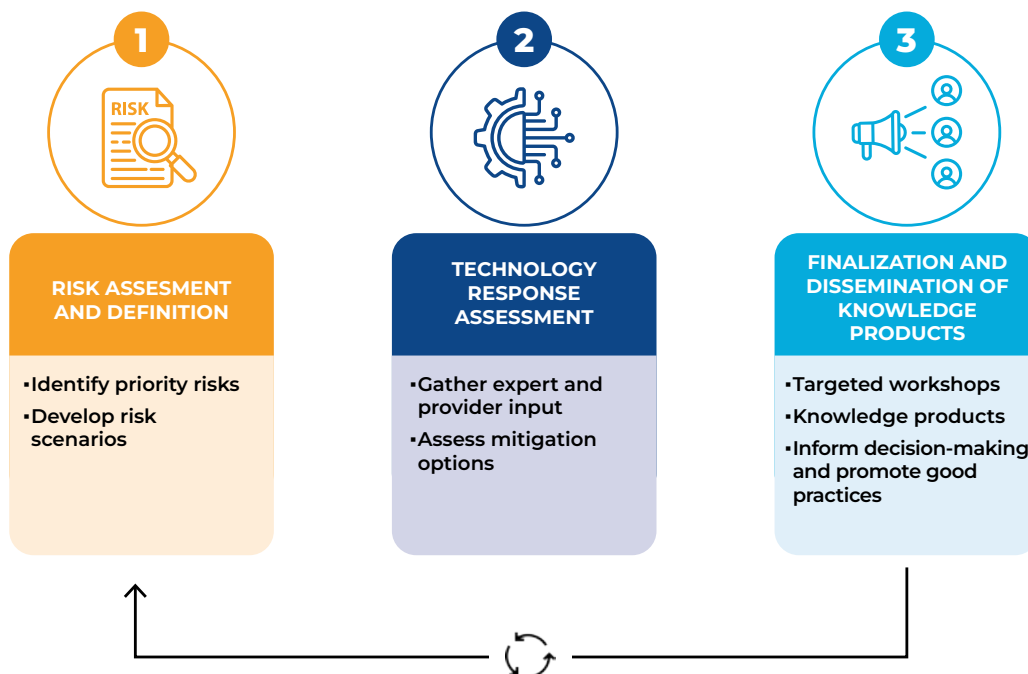 1
RISK
RISK ASSESMENT
AND DEFINITION
▪Identify priority risks
▪Develop risk
scenarios
2
TECHNOLOGY
RESPONSE
ASSESSMENT
▪Gather expert and
provider input
▪Assess mitigation
options
3
FINALIZATION AND
DISSEMINATION OF
KNOWLEDGE
PRODUCTS
▪Targeted workshops
▪Knowledge products
▪Inform decision-making
and promote good
practices